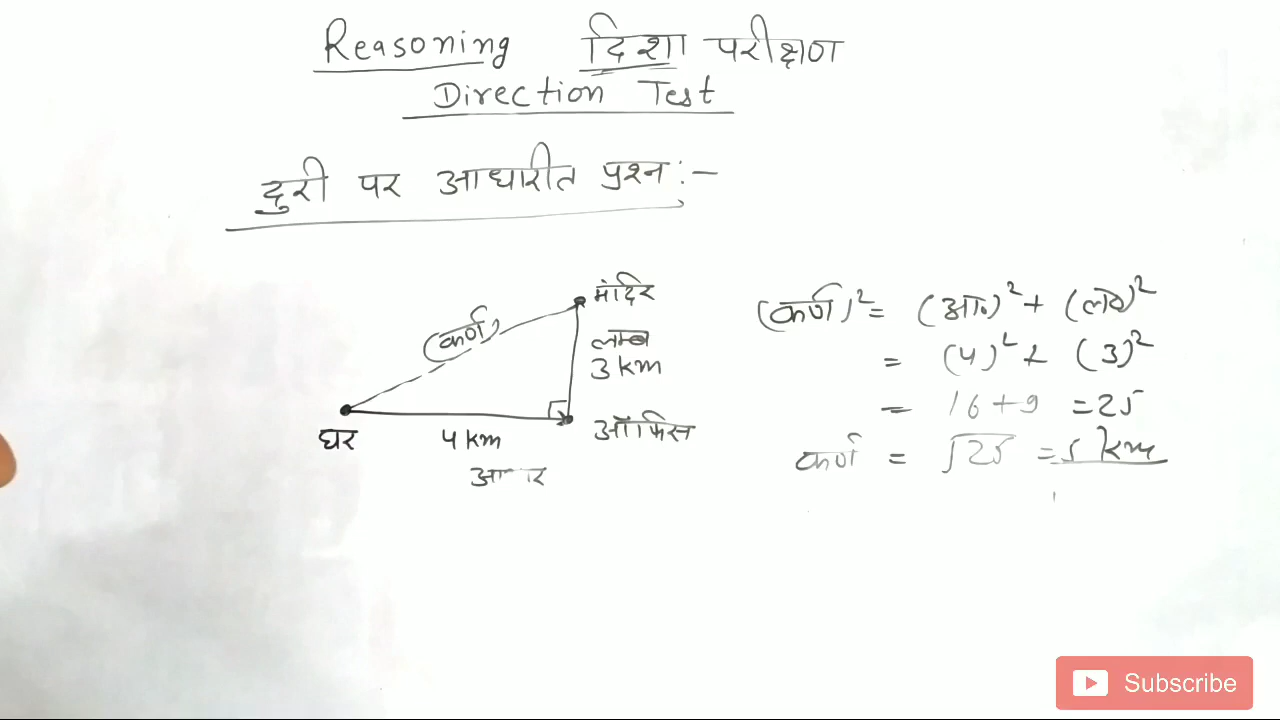 Reasoning दिशा परीक्षण
Direction Test
दुरी पर आधारीत प्रश्न :-
मंदिर
(कर्ण)
लम्ब
3 km
घर
4 km
ऑफिस
(कर्ण)² = (आ०)² + (लंब)²
= (4)² + (3)²
= 16 + 9 = 25
कर्ण = √25 = 5 km
Subscribe